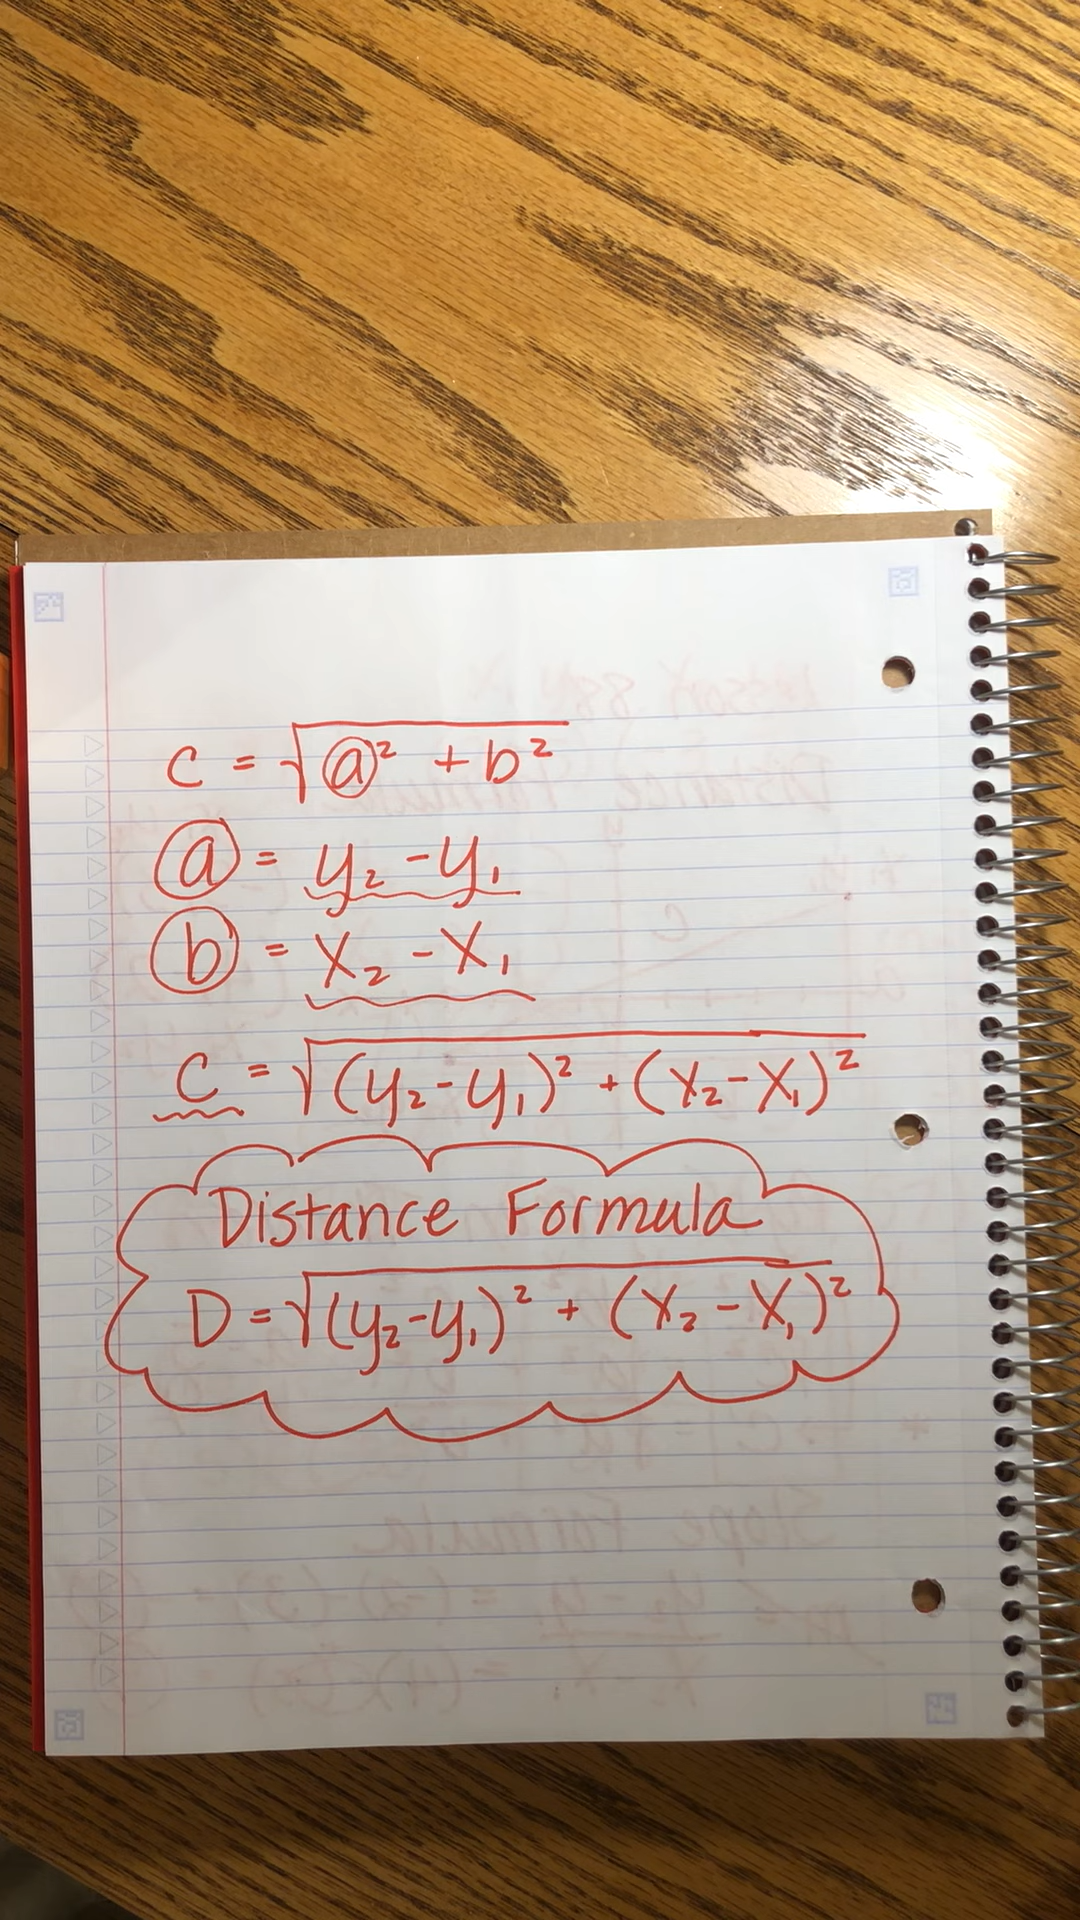 c = √a² + b²
a = y₂ - y₁
b = x₂ - x₁
c = √(y₂-y₁)² + (x₂-x₁)²
Distance Formula
D = √(y₂-y₁)² + (x₂-x₁)²